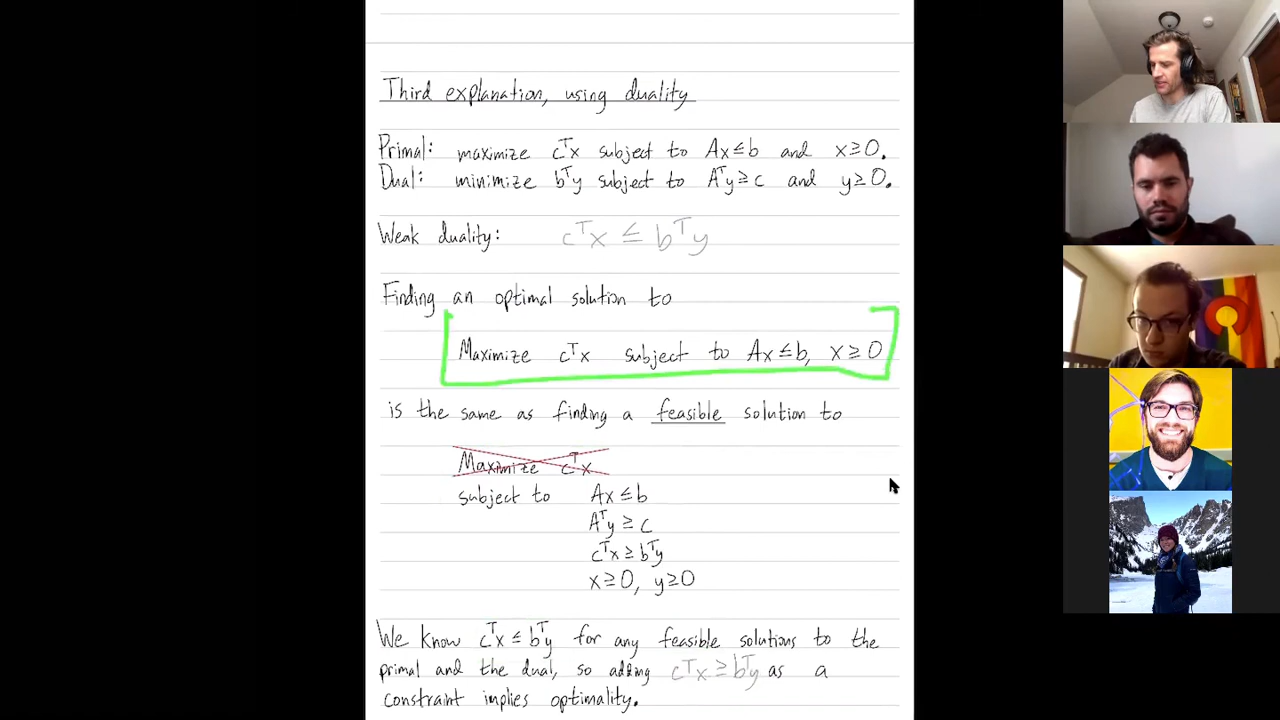 Third explanation, using duality
Primal: maximize cᵀx subject to Ax≤b and x≥0.
Dual: minimize bᵀy subject to Aᵀy≥c and y≥0.
Weak duality: cᵀx ≤ bᵀy
Finding an optimal solution to
Maximize cᵀx subject to Ax≤b, x≥0
is the same as finding a feasible solution to
Maximize cᵀx
subject to Ax≤b
Aᵀy≥c
cᵀx≥bᵀy
x≥0, y≥0
We know cᵀx≤bᵀy for any feasible solutions to the
primal and the dual, so adding cᵀx≥bᵀy as a
constraint implies optimality.